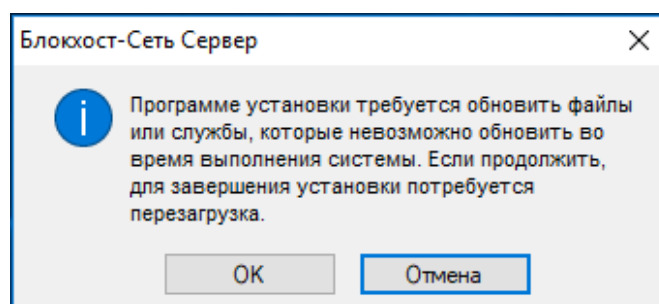 Блокхост-Сеть Сервер
Программе установки требуется обновить файлы
или службы, которые невозможно обновить во
время выполнения системы. Если продолжить,
для завершения установки потребуется
перезагрузка.
OK
Отмена